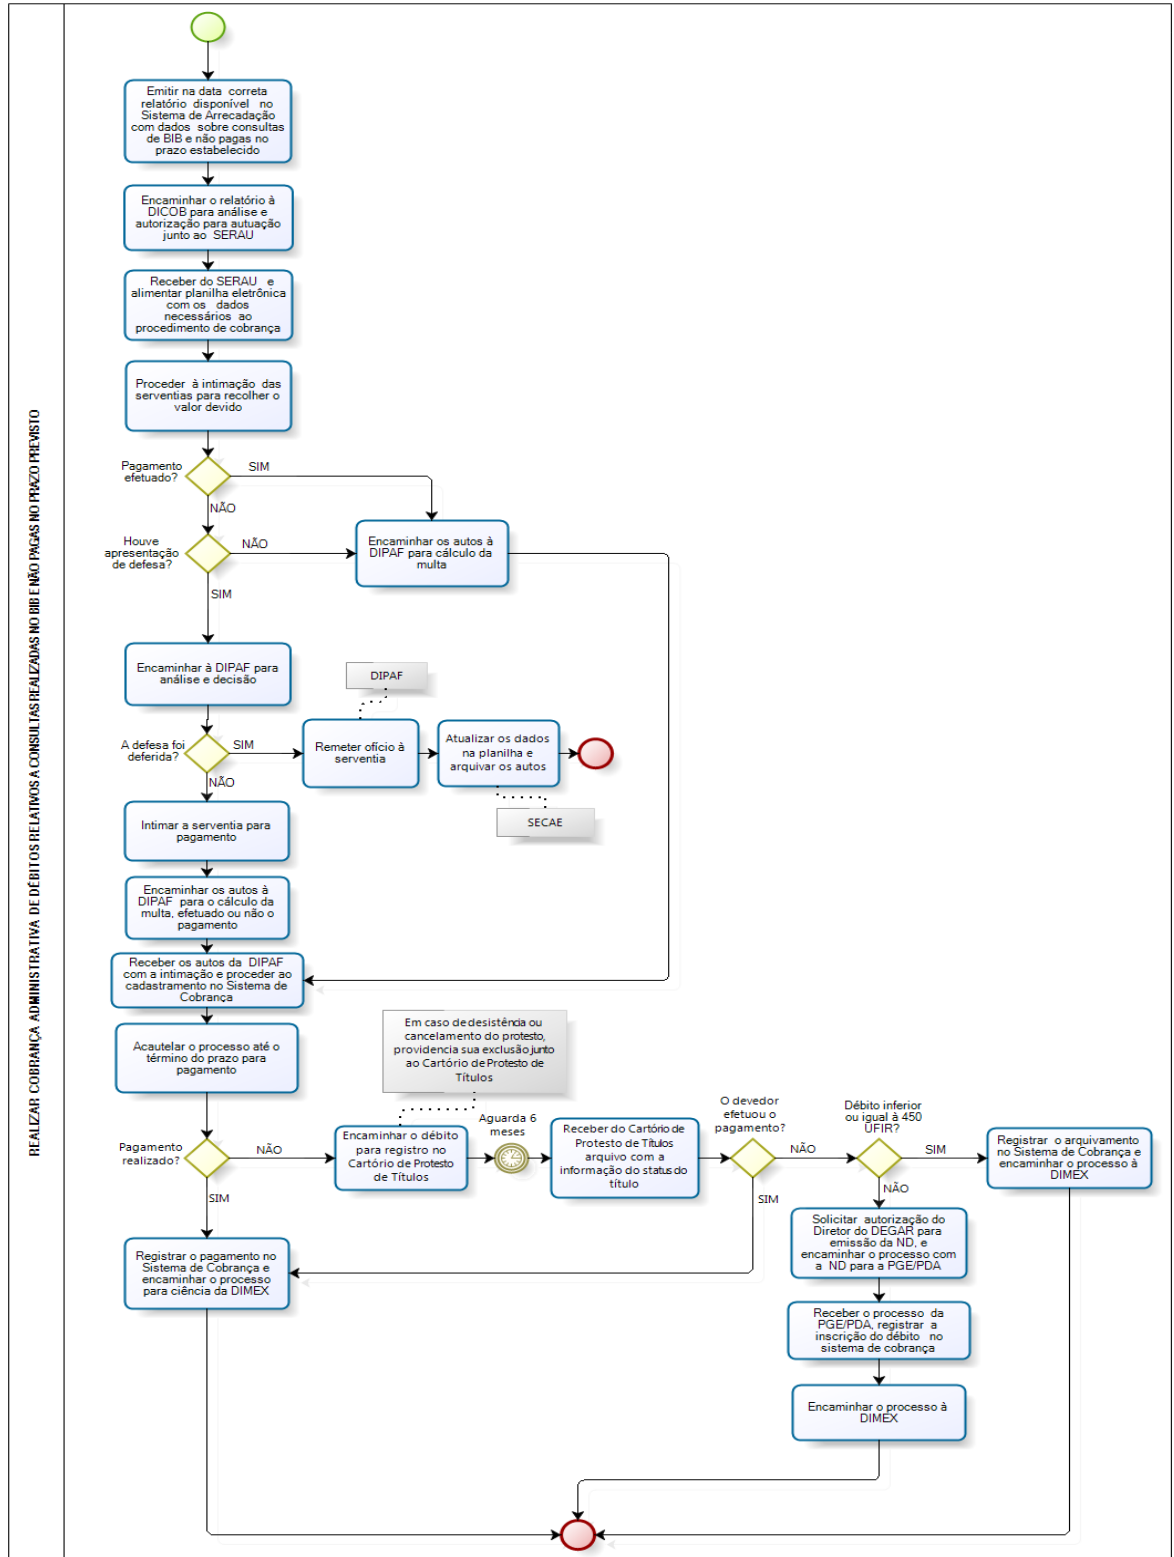 REALIZAR COBRANÇA ADMINISTRATIVA DE DÉBITOS RELATIVOS A CONSULTAS REALIZADAS NO BIB E NÃO PAGAS NO PRAZO PREVISTO
Emitir na data correta
relatório disponível no
Sistema de Arrecadação
com dados sobre consultas
de BIB e não pagas no
prazo estabelecido
Encaminhar o relatório à
DICOB para análise e
autorização para autuação
junto ao SERAU
Receber do SERAU e
alimentar planilha eletrônica
com os dados
necessários ao
procedimento de cobrança
Proceder à intimação das
serventias para recolher o
valor devido
Pagamento
efetuado?
SIM
NÃO
Houve
apresentação
de defesa?
NÃO
SIM
Encaminhar os autos à
DIPAF para cálculo da
multa
Encaminhar à DIPAF para
análise e decisão
DIPAF
A defesa foi
deferida?
SIM
NÃO
Remeter ofício à
serventia
Atualizar os dados
na planilha e
arquivar os autos
SECAE
Intimar a serventia para
pagamento
Encaminhar os autos à
DIPAF para o cálculo da
multa, efetuado ou não o
pagamento
Receber os autos da DIPAF
com a intimação e proceder ao
cadastramento no Sistema de
Cobrança
Acautelar o processo até o
término do prazo para
pagamento
Em caso de desistência ou
cancelamento do protesto,
providencia sua exclusão junto
ao Cartório de Protesto de
Títulos
Pagamento
realizado?
NÃO
SIM
Encaminhar o débito
para registro no
Cartório de Protesto
de Títulos
Aguarda 6
meses
Receber do Cartório de
Protesto de Títulos
arquivo com a
informação do status do
título
O devedor
efetuou o
pagamento?
NÃO
SIM
Débito inferior
ou igual à 450
UFIR?
SIM
NÃO
Registrar o arquivamento
no Sistema de Cobrança e
encaminhar o processo à
DIMEX
Solicitar autorização do
Diretor do DEGAR para
emissão da ND, e
encaminhar o processo com
a ND para a PGE/PDA
Registrar o pagamento no
Sistema de Cobrança e
encaminhar o processo
para ciência da DIMEX
Receber o processo da
PGE/PDA, registrar a
inscrição do débito no
sistema de cobrança
Encaminhar o processo à
DIMEX